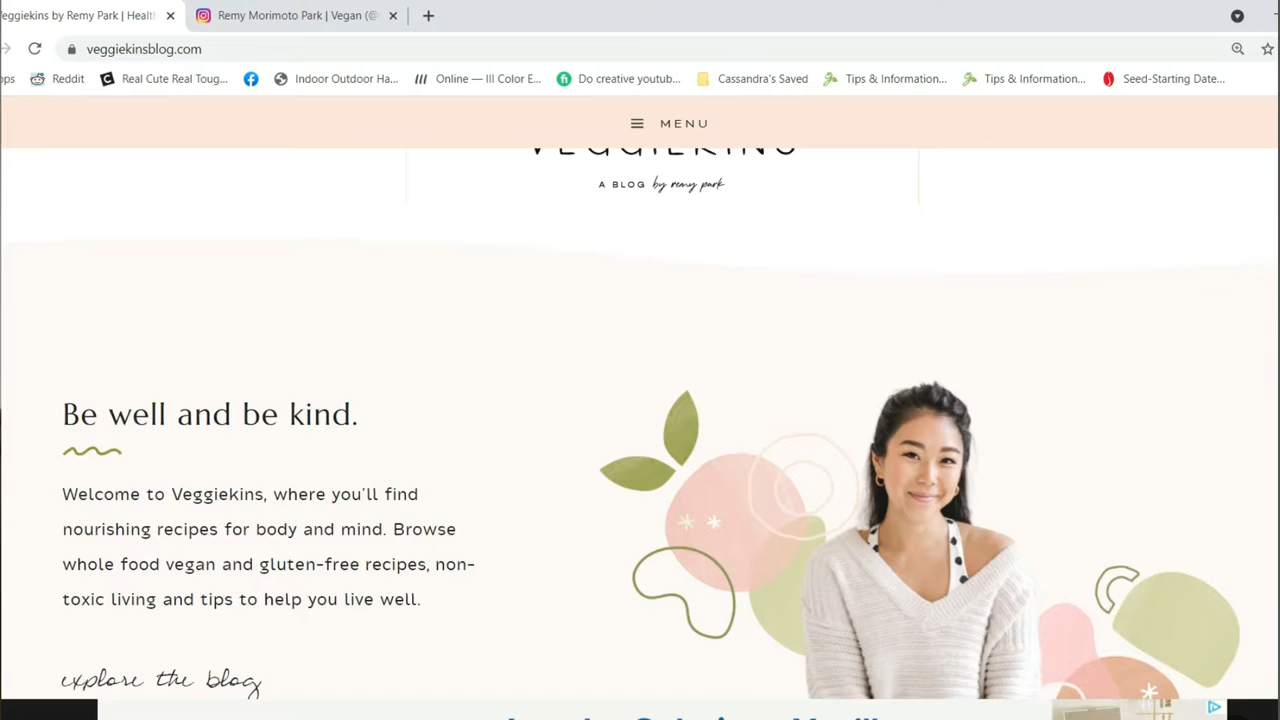 Veggiekins by Remy Park | Health
Remy Morimoto Park | Vegan (@
veggiekinsblog.com
Reddit
Real Cute Real Toug...
Indoor Outdoor Ha...
Online — III Color E...
Do creative youtub...
Cassandra's Saved
Tips & Information...
Tips & Information...
Seed-Starting Date...
MENU
VEGGIEKINS
A BLOG by remy park
Be well and be kind.
Welcome to Veggiekins, where you'll find
nourishing recipes for body and mind. Browse
whole food vegan and gluten-free recipes, non-
toxic living and tips to help you live well.
explore the blog